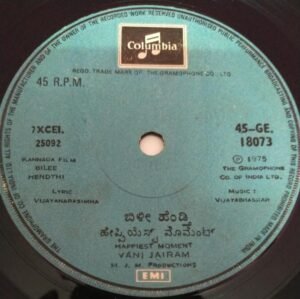 Columbia
REGD. TRADE MARK OF THE GRAMOPHONE CO. LTD.
45 R.P.M.
7XCEI. 25092
45-GE. 18073
KANNADA FILM
BILEE
HENDTHI
Ⓟ 1975
THE GRAMOPHONE
CO. OF INDIA LTD.
LYRIC:
VIJAYANARASIMHA
MUSIC:
VIJAYABHASKAR
ಬಿಳೀ ಹೆಂಡ್ತಿ
ಹೇಪ್ಪಿಯೆಸ್ಟ್ ಮೊಮೆಂಟ್
HAPPIEST MOMENT
VANI JAIRAM
M. J. M. PRODUCTIONS
EMI